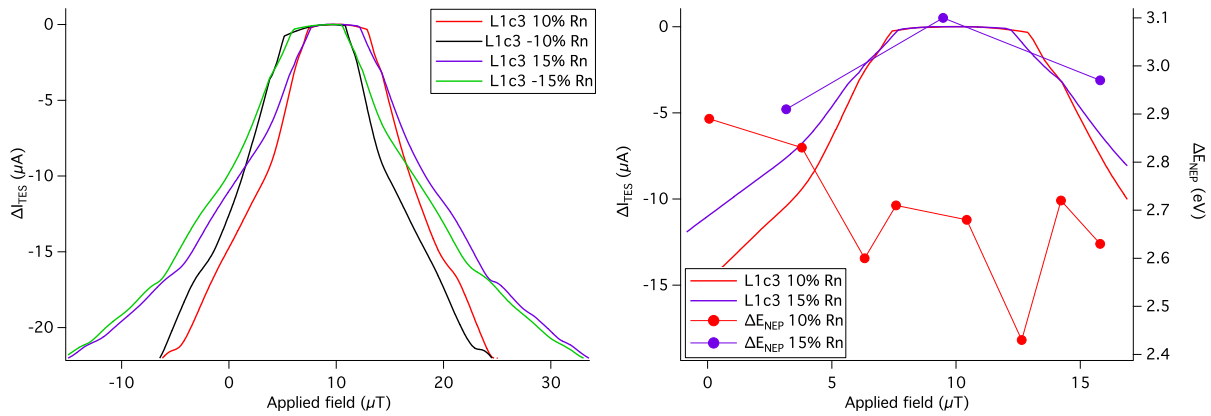 0
-5
-10
-15
-20
ΔI_TES (µA)
-10
0
10
20
30
Applied field (µT)
L1c3 10% Rn
L1c3 -10% Rn
L1c3 15% Rn
L1c3 -15% Rn
0
-5
-10
-15
ΔI_TES (µA)
0
5
10
15
Applied field (µT)
3.1
3.0
2.9
2.8
2.7
2.6
2.5
2.4
ΔE_NEP (eV)
L1c3 10% Rn
L1c3 15% Rn
ΔE_NEP 10% Rn
ΔE_NEP 15% Rn